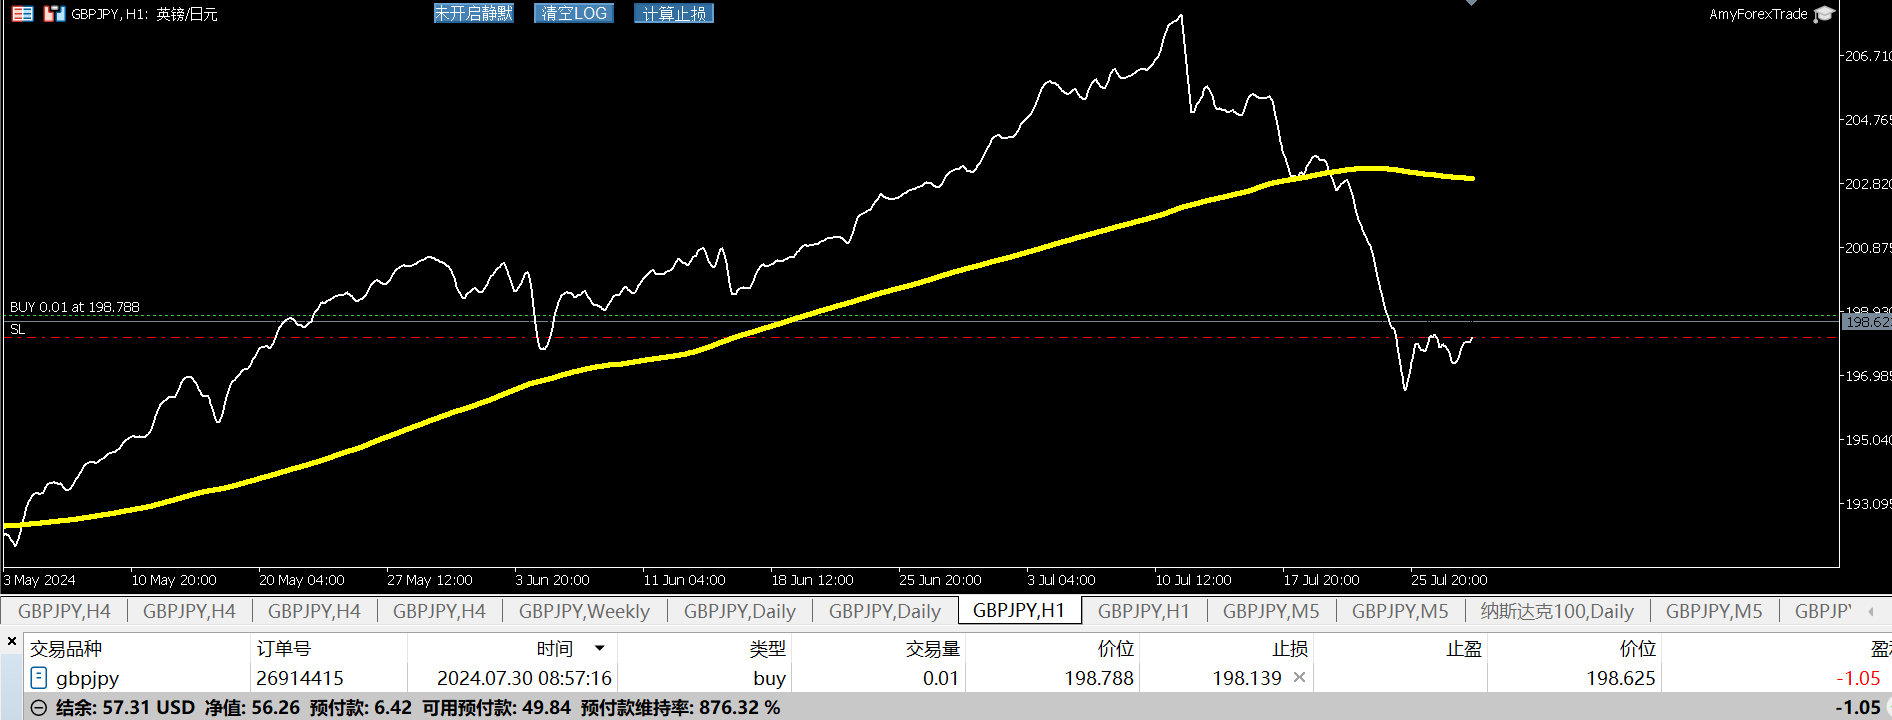 GBPJPY, H1: 英镑/日元
未开启静默
清空LOG
计算止损
AmyForexTrade
206.710
204.765
202.820
200.875
BUY 0.01 at 198.788
198.930
SL
198.62
196.985
195.040
193.095
3 May 2024 10 May 20:00 20 May 04:00 27 May 12:00 3 Jun 20:00 11 Jun 04:00 18 Jun 12:00 25 Jun 20:00 3 Jul 04:00 10 Jul 12:00 17 Jul 20:00 25 Jul 20:00
GBPJPY,H4 GBPJPY,H4 GBPJPY,H4 GBPJPY,H4 GBPJPY,Weekly GBPJPY,Daily GBPJPY,Daily GBPJPY,H1 GBPJPY,H1 GBPJPY,M5 GBPJPY,M5 纳斯达克100,Daily GBPJPY,M5 GBPJPY
交易品种 订单号 时间 类型 交易量 价位 止损 止盈 价位 盈
gbpjpy 26914415 2024.07.30 08:57:16 buy 0.01 198.788 198.139 198.625 -1.05
结余: 57.31 USD 净值: 56.26 预付款: 6.42 可用预付款: 49.84 预付款维持率: 876.32 % -1.05